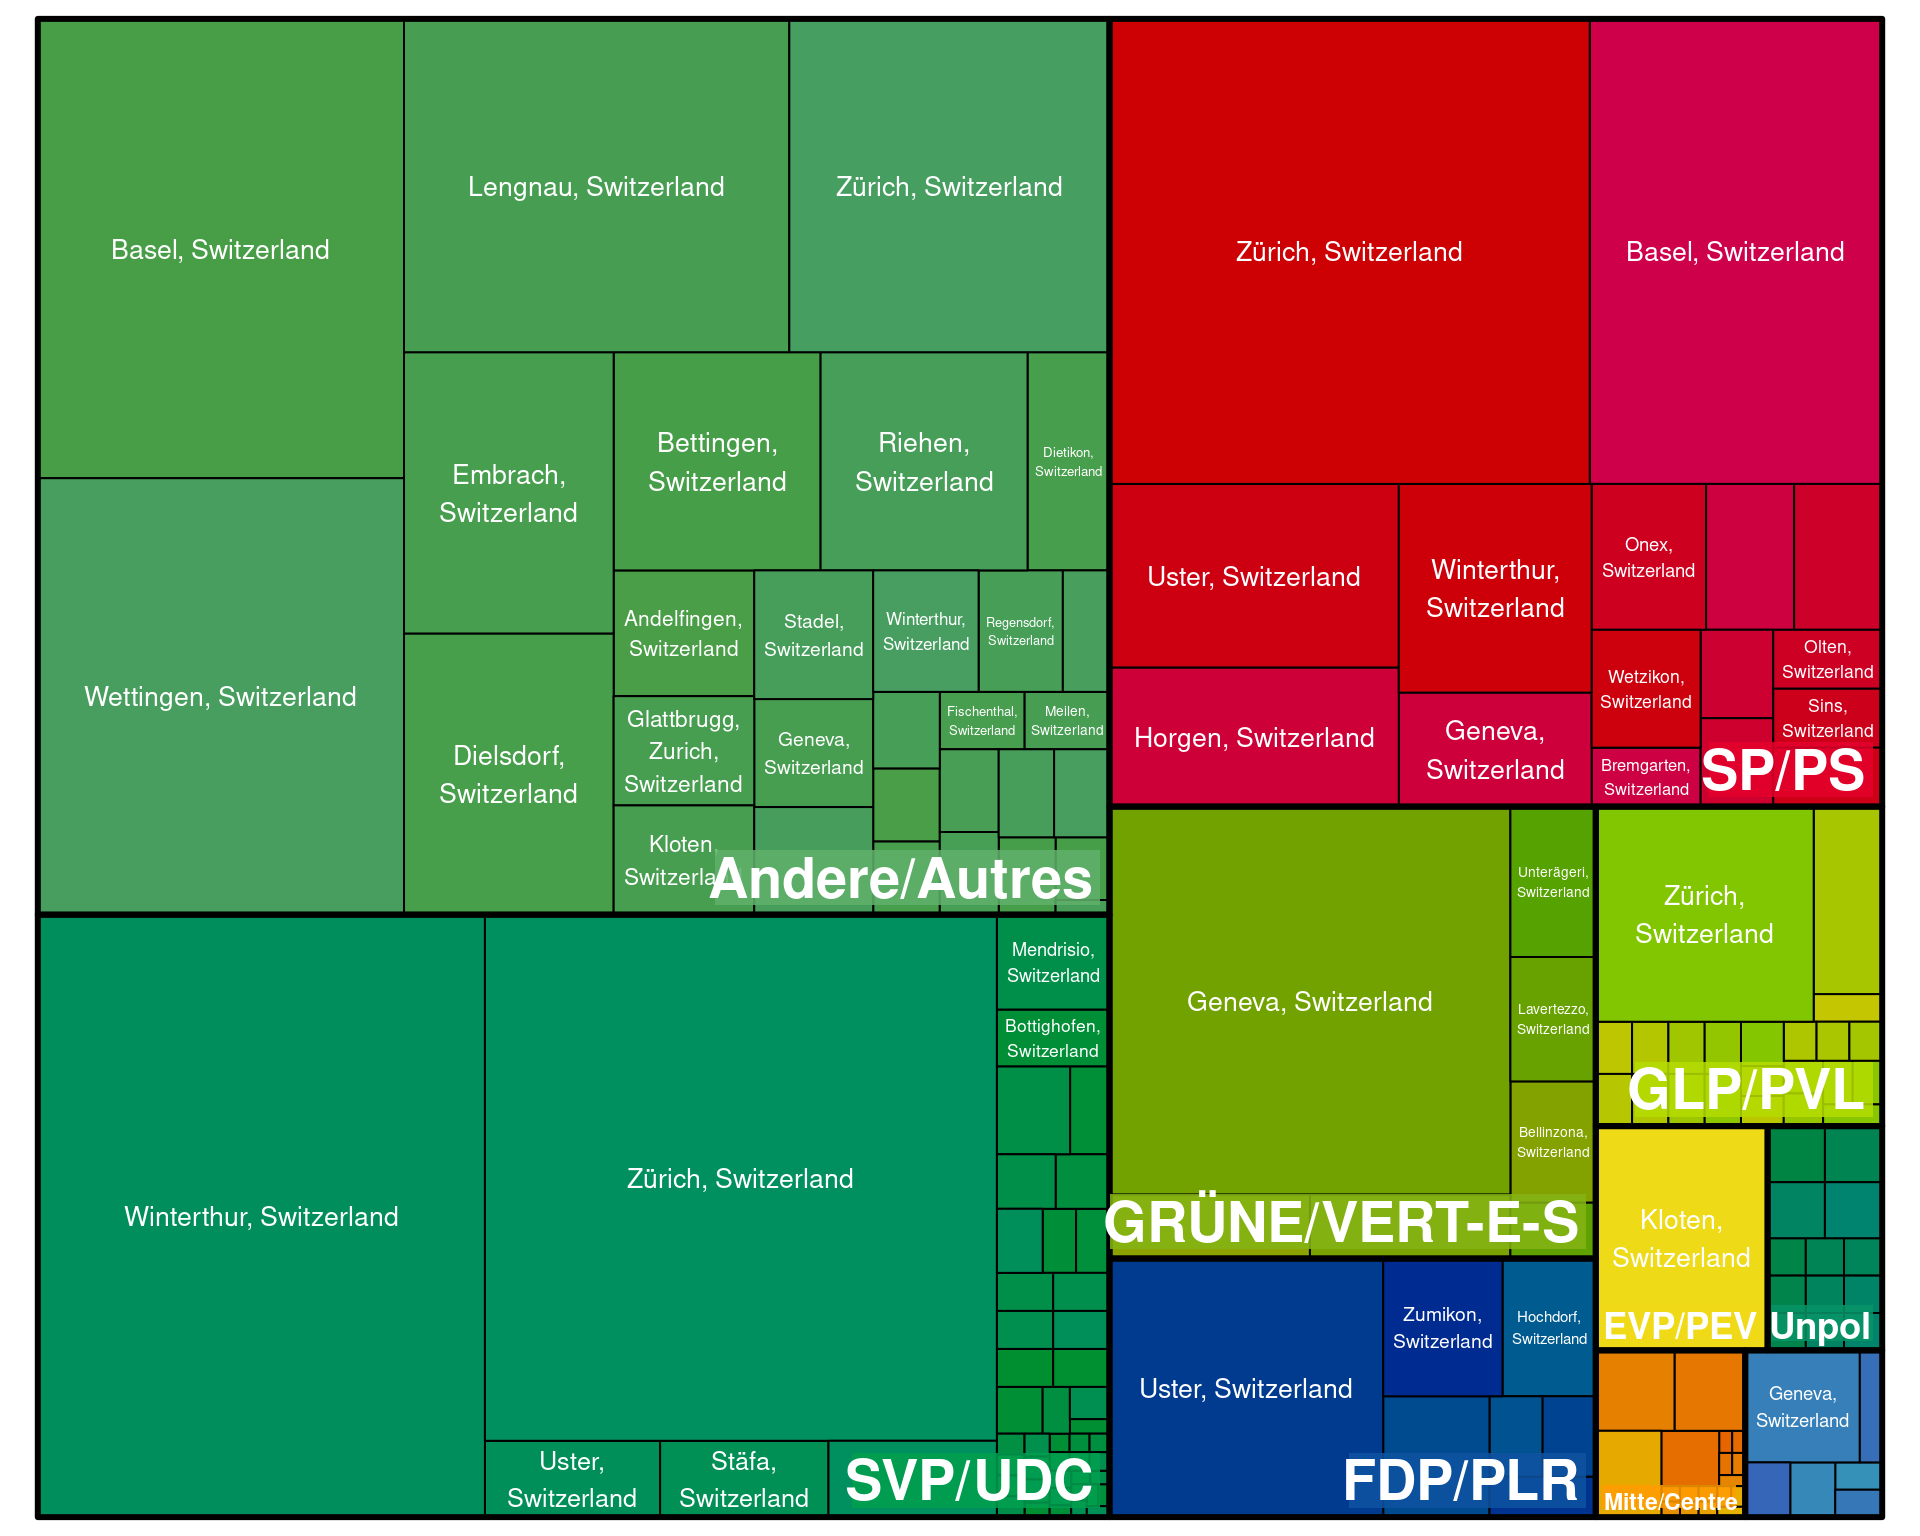 Basel, Switzerland
Lengnau, Switzerland
Zürich, Switzerland
Wettingen, Switzerland
Embrach,
Switzerland
Bettingen,
Switzerland
Riehen,
Switzerland
Dietikon,
Switzerland
Dielsdorf,
Switzerland
Andelfingen,
Switzerland
Stadel,
Switzerland
Winterthur,
Switzerland
Regensdorf,
Switzerland
Glattbrugg,
Zurich,
Switzerland
Geneva,
Switzerland
Fischenthal,
Switzerland
Meilen,
Switzerland
Kloten,
Switzerla
Andere/Autres
Zürich, Switzerland
Basel, Switzerland
Uster, Switzerland
Winterthur,
Switzerland
Onex,
Switzerland
Horgen, Switzerland
Geneva,
Switzerland
Wetzikon,
Switzerland
Olten,
Switzerland
Sins,
Switzerland
Bremgarten,
Switzerland
SP/PS
Winterthur, Switzerland
Zürich, Switzerland
Mendrisio,
Switzerland
Bottighofen,
Switzerland
Uster,
Switzerland
Stäfa,
Switzerland
SVP/UDC
Geneva, Switzerland
Unterägeri,
Switzerland
Lavertezzo,
Switzerland
Bellinzona,
Switzerland
GRÜNE/VERT-E-S
Zürich,
Switzerland
GLP/PVL
Uster, Switzerland
Zumikon,
Switzerland
Hochdorf,
Switzerland
FDP/PLR
Kloten,
Switzerland
EVP/PEV
Unpol
Mitte/Centre
Geneva,
Switzerland